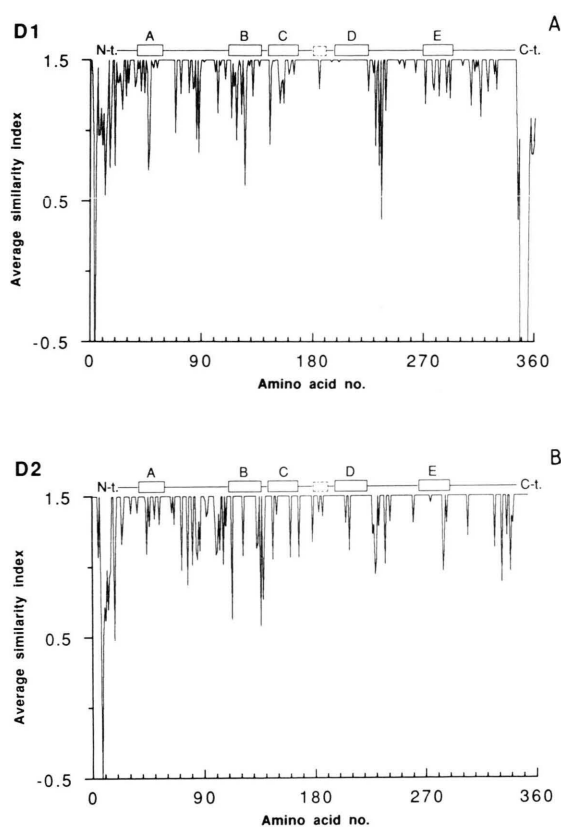 D1
A
N-t.
A
B
C
D
E
C-t.
1.5
0.5
-0.5
Average similarity index
0
90
180
270
360
Amino acid no.
D2
B
N-t.
A
B
C
D
E
C-t.
1.5
0.5
-0.5
Average similarity index
0
90
180
270
360
Amino acid no.